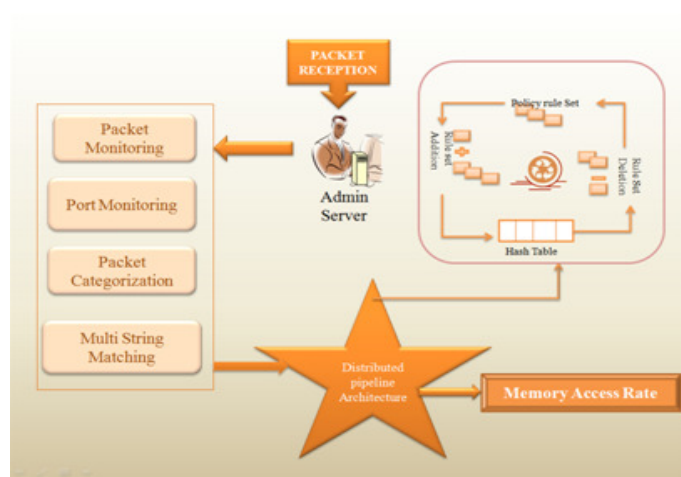 PACKET
RECEPTION
Packet
Monitoring
Port Monitoring
Packet
Categorization
Multi String
Matching
Admin
Server
Policy rule Set
Rule set
Addition
Rule Set
Deletion
Hash Table
Distributed
pipeline
Architecture
Memory Access Rate